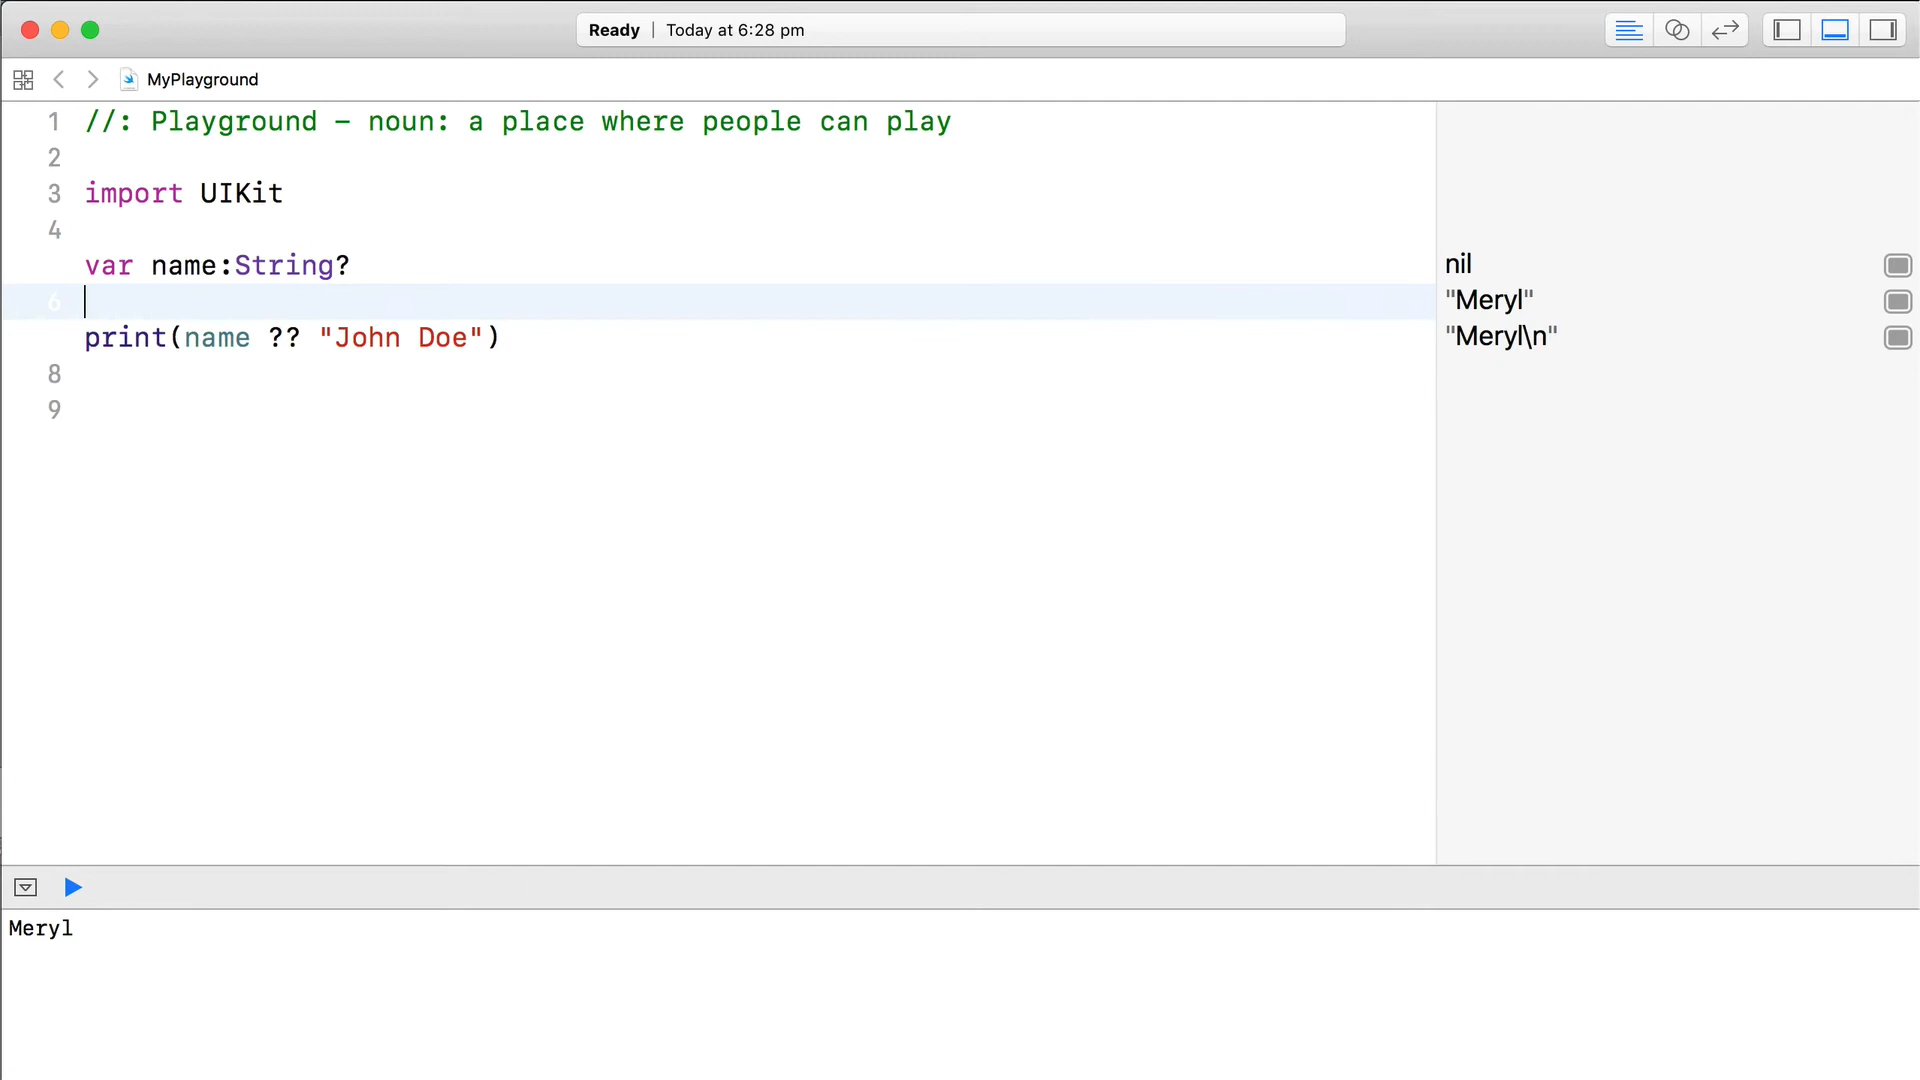 Ready | Today at 6:28 pm
MyPlayground
1 //: Playground – noun: a place where people can play
2
3 import UIKit
4
var name:String? nil
6 "Meryl"
print(name ?? "John Doe") "Meryl\n"
8
9
Meryl